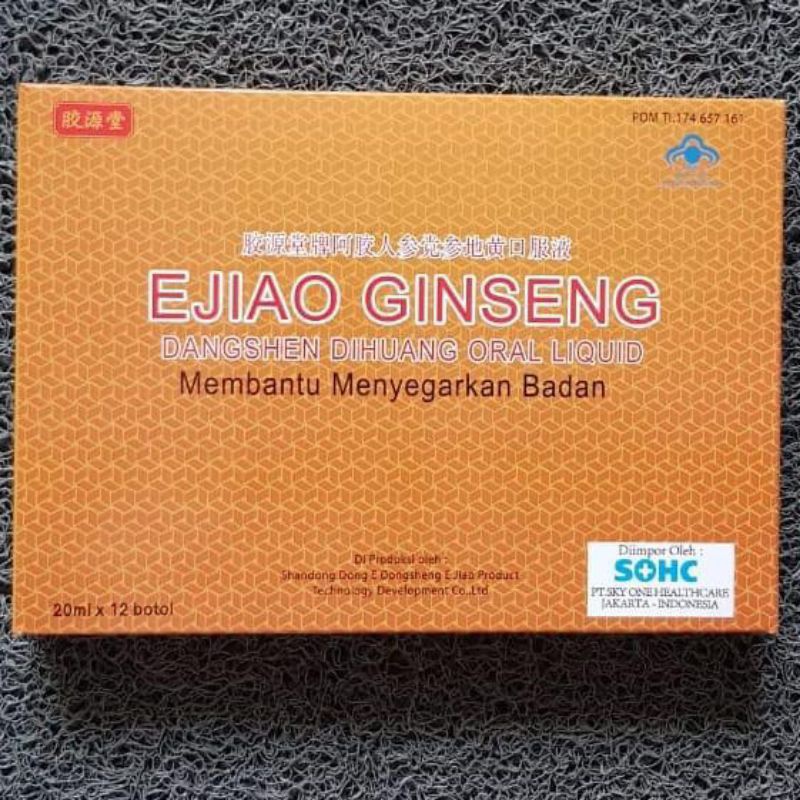 胶源堂
POM TI.174 657 161
胶源堂牌阿胶人参党参地黄口服液
EJIAO GINSENG
DANGSHEN DIHUANG ORAL LIQUID
Membantu Menyegarkan Badan
Di Produksi oleh :
Shandong Dong E Dongsheng E Jiao Product
Technology Development Co.,Ltd
20ml x 12 botol
Diimpor Oleh :
SOHC
PT.SKY ONE HEALTHCARE
JAKARTA - INDONESIA